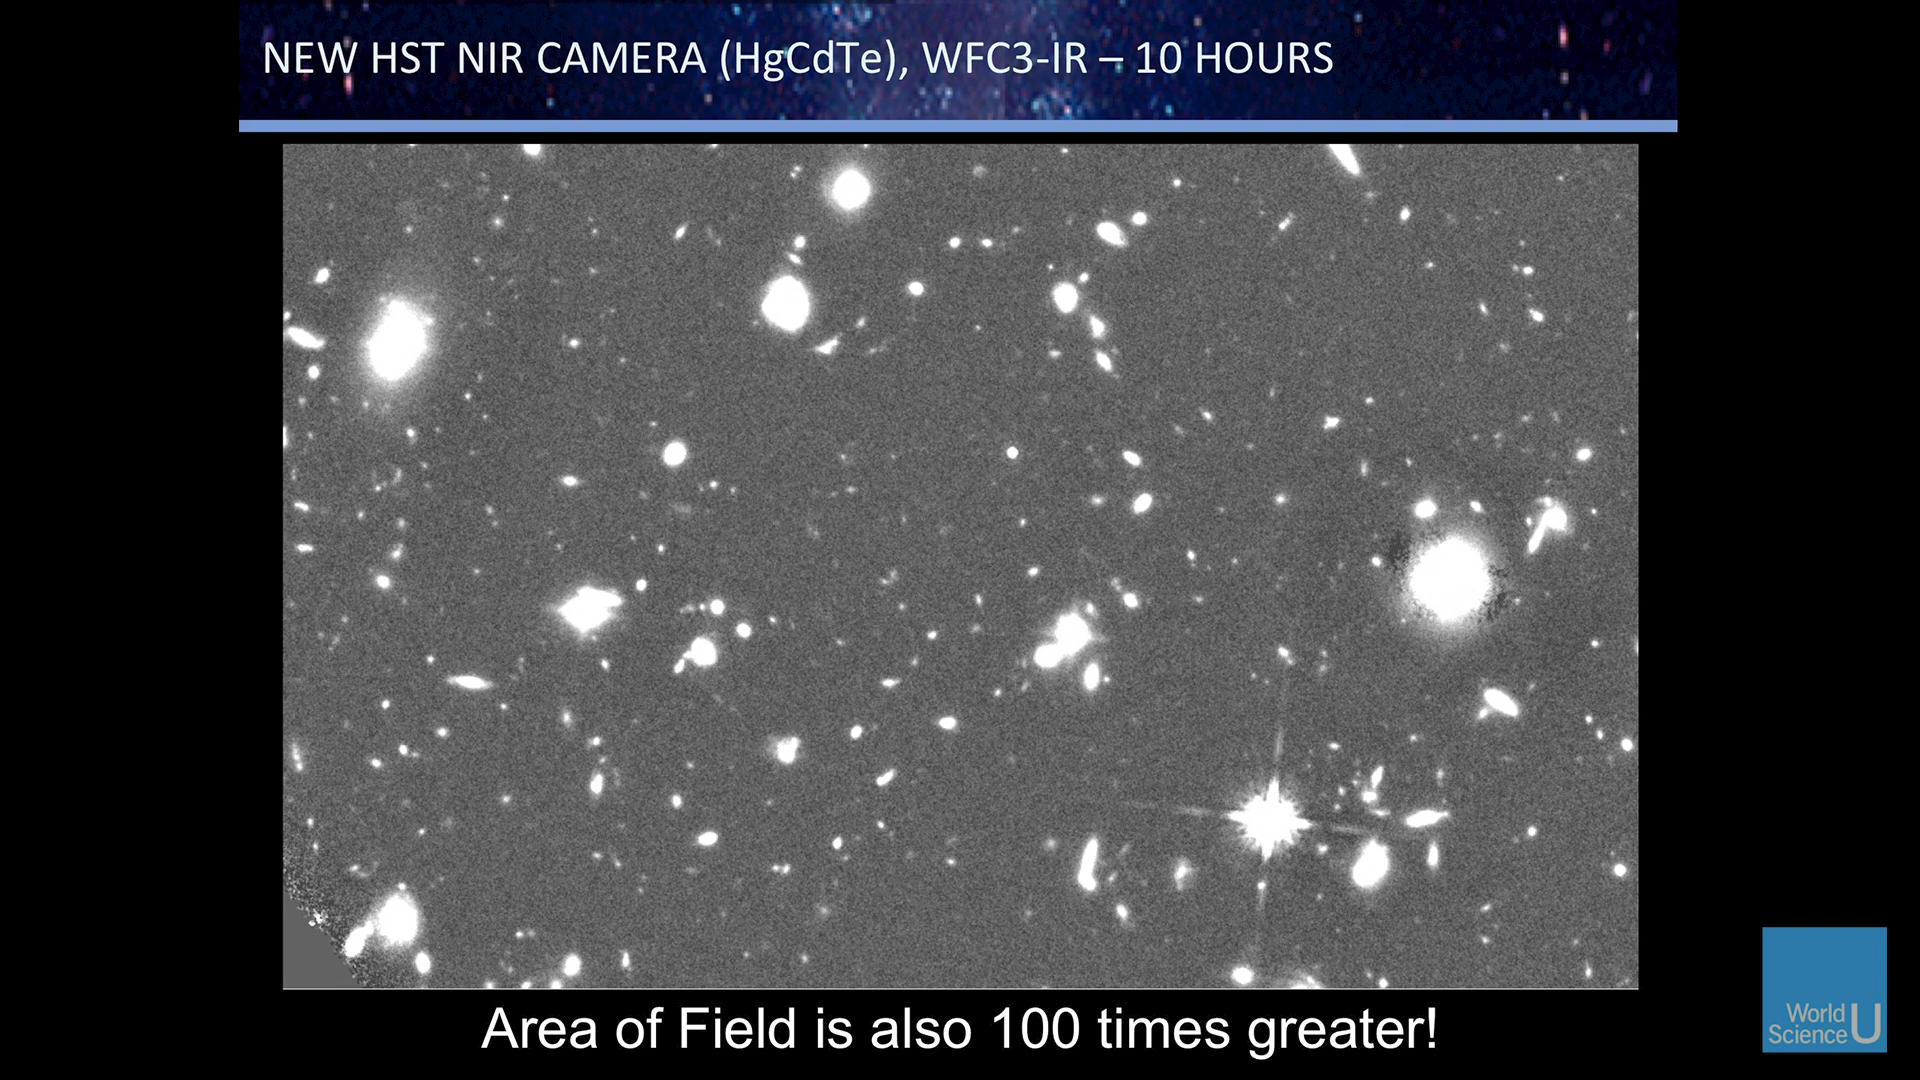 NEW HST NIR CAMERA (HgCdTe), WFC3-IR – 10 HOURS
Area of Field is also 100 times greater!
World
Science U